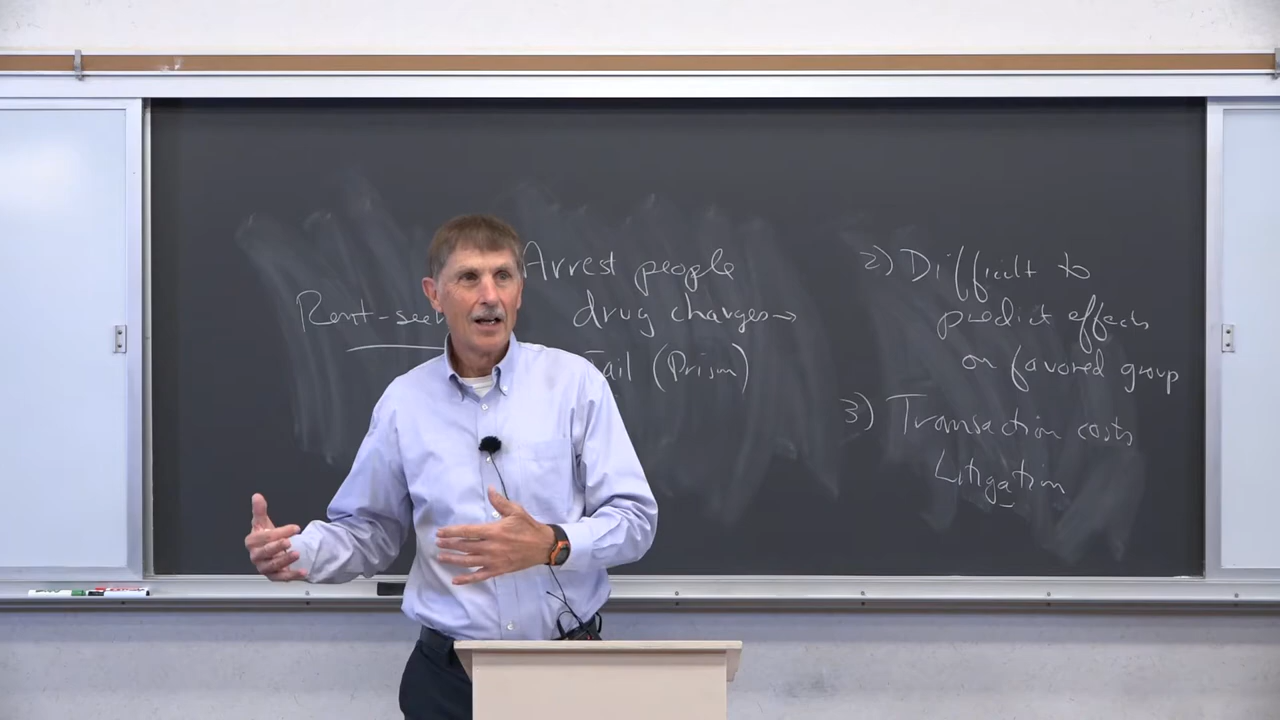 Rent-see
Arrest people
drug charges→
Jail (Prison)
2) Difficult to
predict effects
on favored group
3) Transaction costs
Litigation